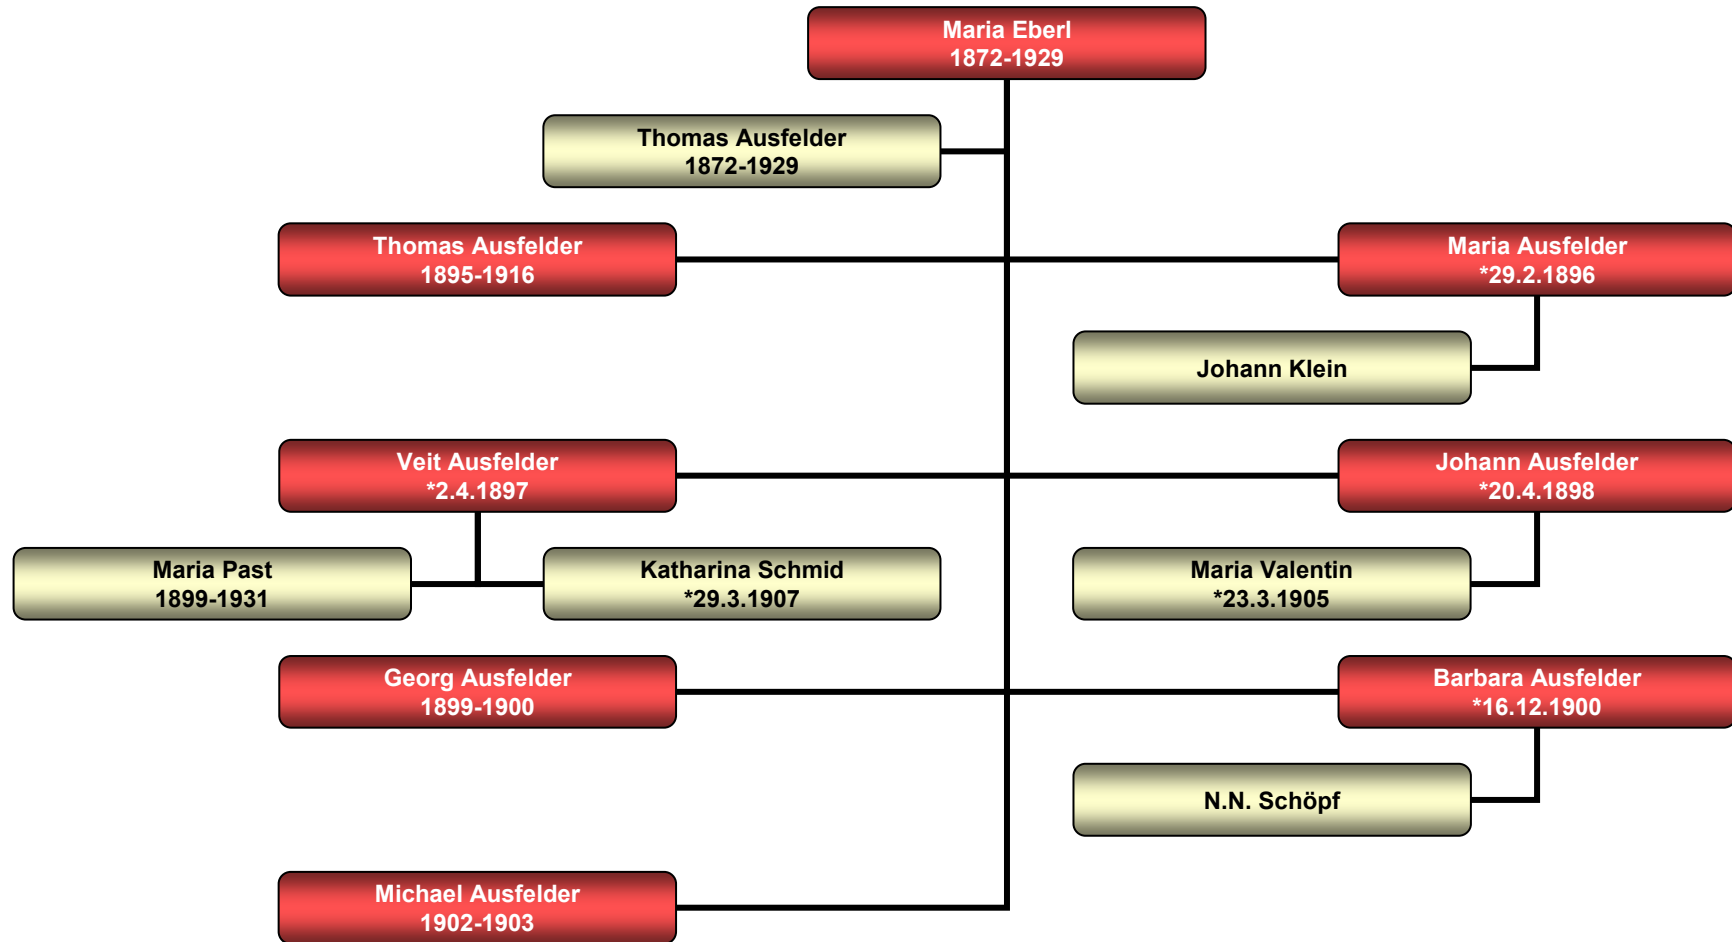 Maria Eberl
1872-1929
Thomas Ausfelder
1872-1929
Thomas Ausfelder
1895-1916
Maria Ausfelder
*29.2.1896
Johann Klein
Veit Ausfelder
*2.4.1897
Johann Ausfelder
*20.4.1898
Maria Past
1899-1931
Katharina Schmid
*29.3.1907
Maria Valentin
*23.3.1905
Georg Ausfelder
1899-1900
Barbara Ausfelder
*16.12.1900
N.N. Schöpf
Michael Ausfelder
1902-1903